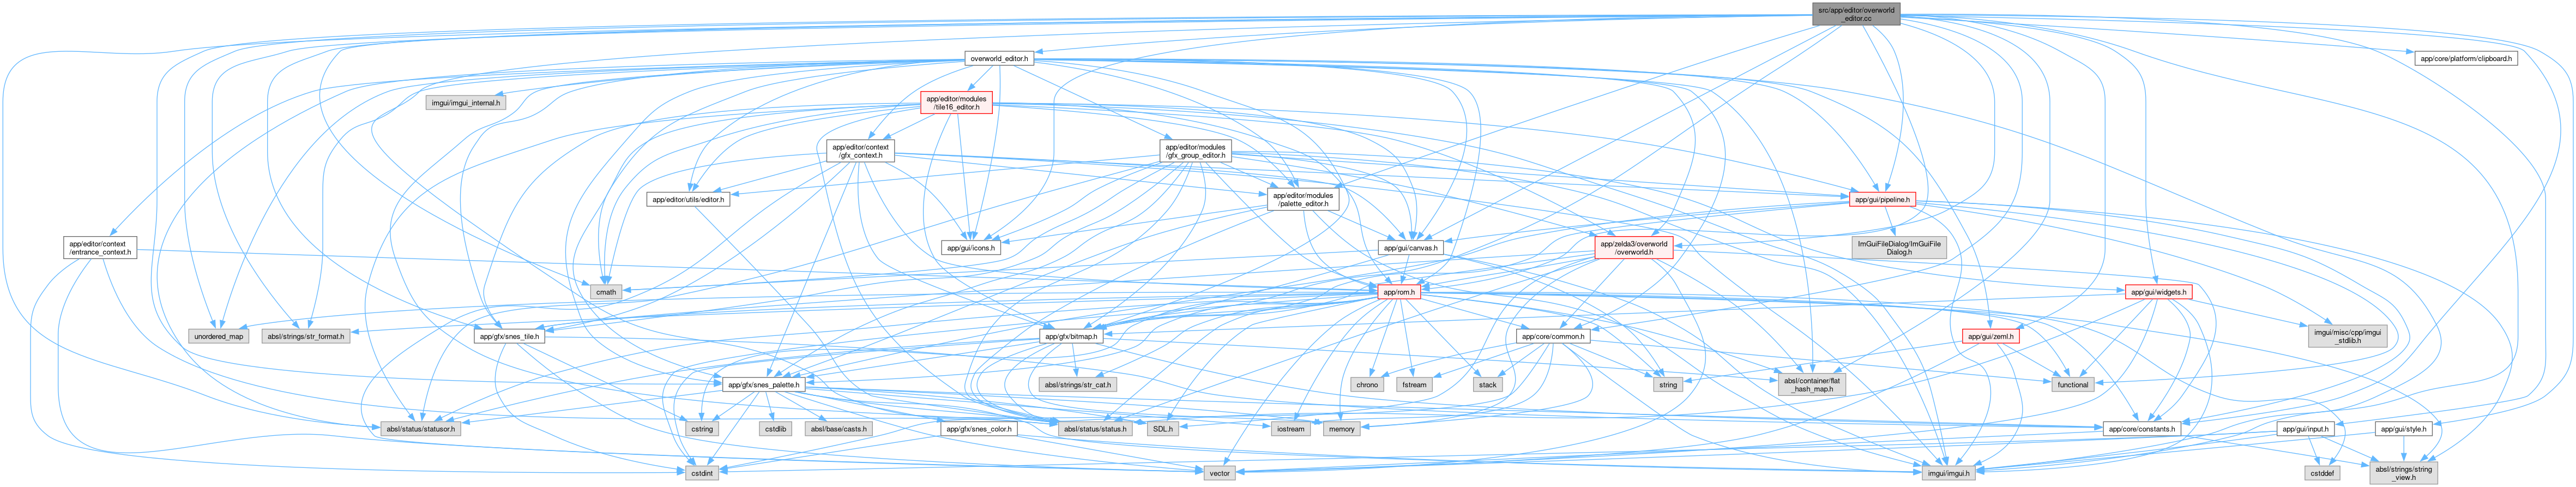 src/app/editor/overworld
_editor.cc
overworld_editor.h
app/core/platform/clipboard.h
imgui/imgui_internal.h
app/editor/modules
/tile16_editor.h
app/editor/context
/gfx_context.h
app/editor/modules
/gfx_group_editor.h
app/editor/utils/editor.h
app/editor/modules
/palette_editor.h
app/gui/pipeline.h
app/editor/context
/entrance_context.h
app/gui/icons.h
app/gui/canvas.h
app/zelda3/overworld
/overworld.h
ImGuiFileDialog/ImGuiFile
Dialog.h
cmath
app/rom.h
app/gui/widgets.h
unordered_map
absl/strings/str_format.h
app/gfx/snes_tile.h
app/gfx/bitmap.h
app/core/common.h
app/gui/zeml.h
imgui/misc/cpp/imgui
_stdlib.h
app/gfx/snes_palette.h
absl/strings/str_cat.h
chrono
fstream
stack
string
absl/container/flat
_hash_map.h
functional
absl/status/statusor.h
cstring
cstdlib
absl/base/casts.h
app/gfx/snes_color.h
absl/status/status.h
SDL.h
iostream
memory
app/core/constants.h
app/gui/input.h
app/gui/style.h
cstdint
vector
imgui/imgui.h
cstddef
absl/strings/string
_view.h